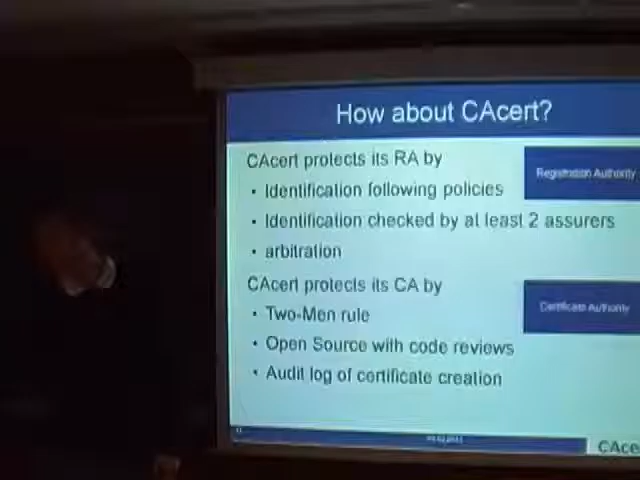 How about CAcert?
CAcert protects its RA by
• Identification following policies
• Identification checked by at least 2 assurers
• arbitration
Registration Authority
CAcert protects its CA by
• Two-Men rule
• Open Source with code reviews
• Audit log of certificate creation
Certificate Authority
CAce